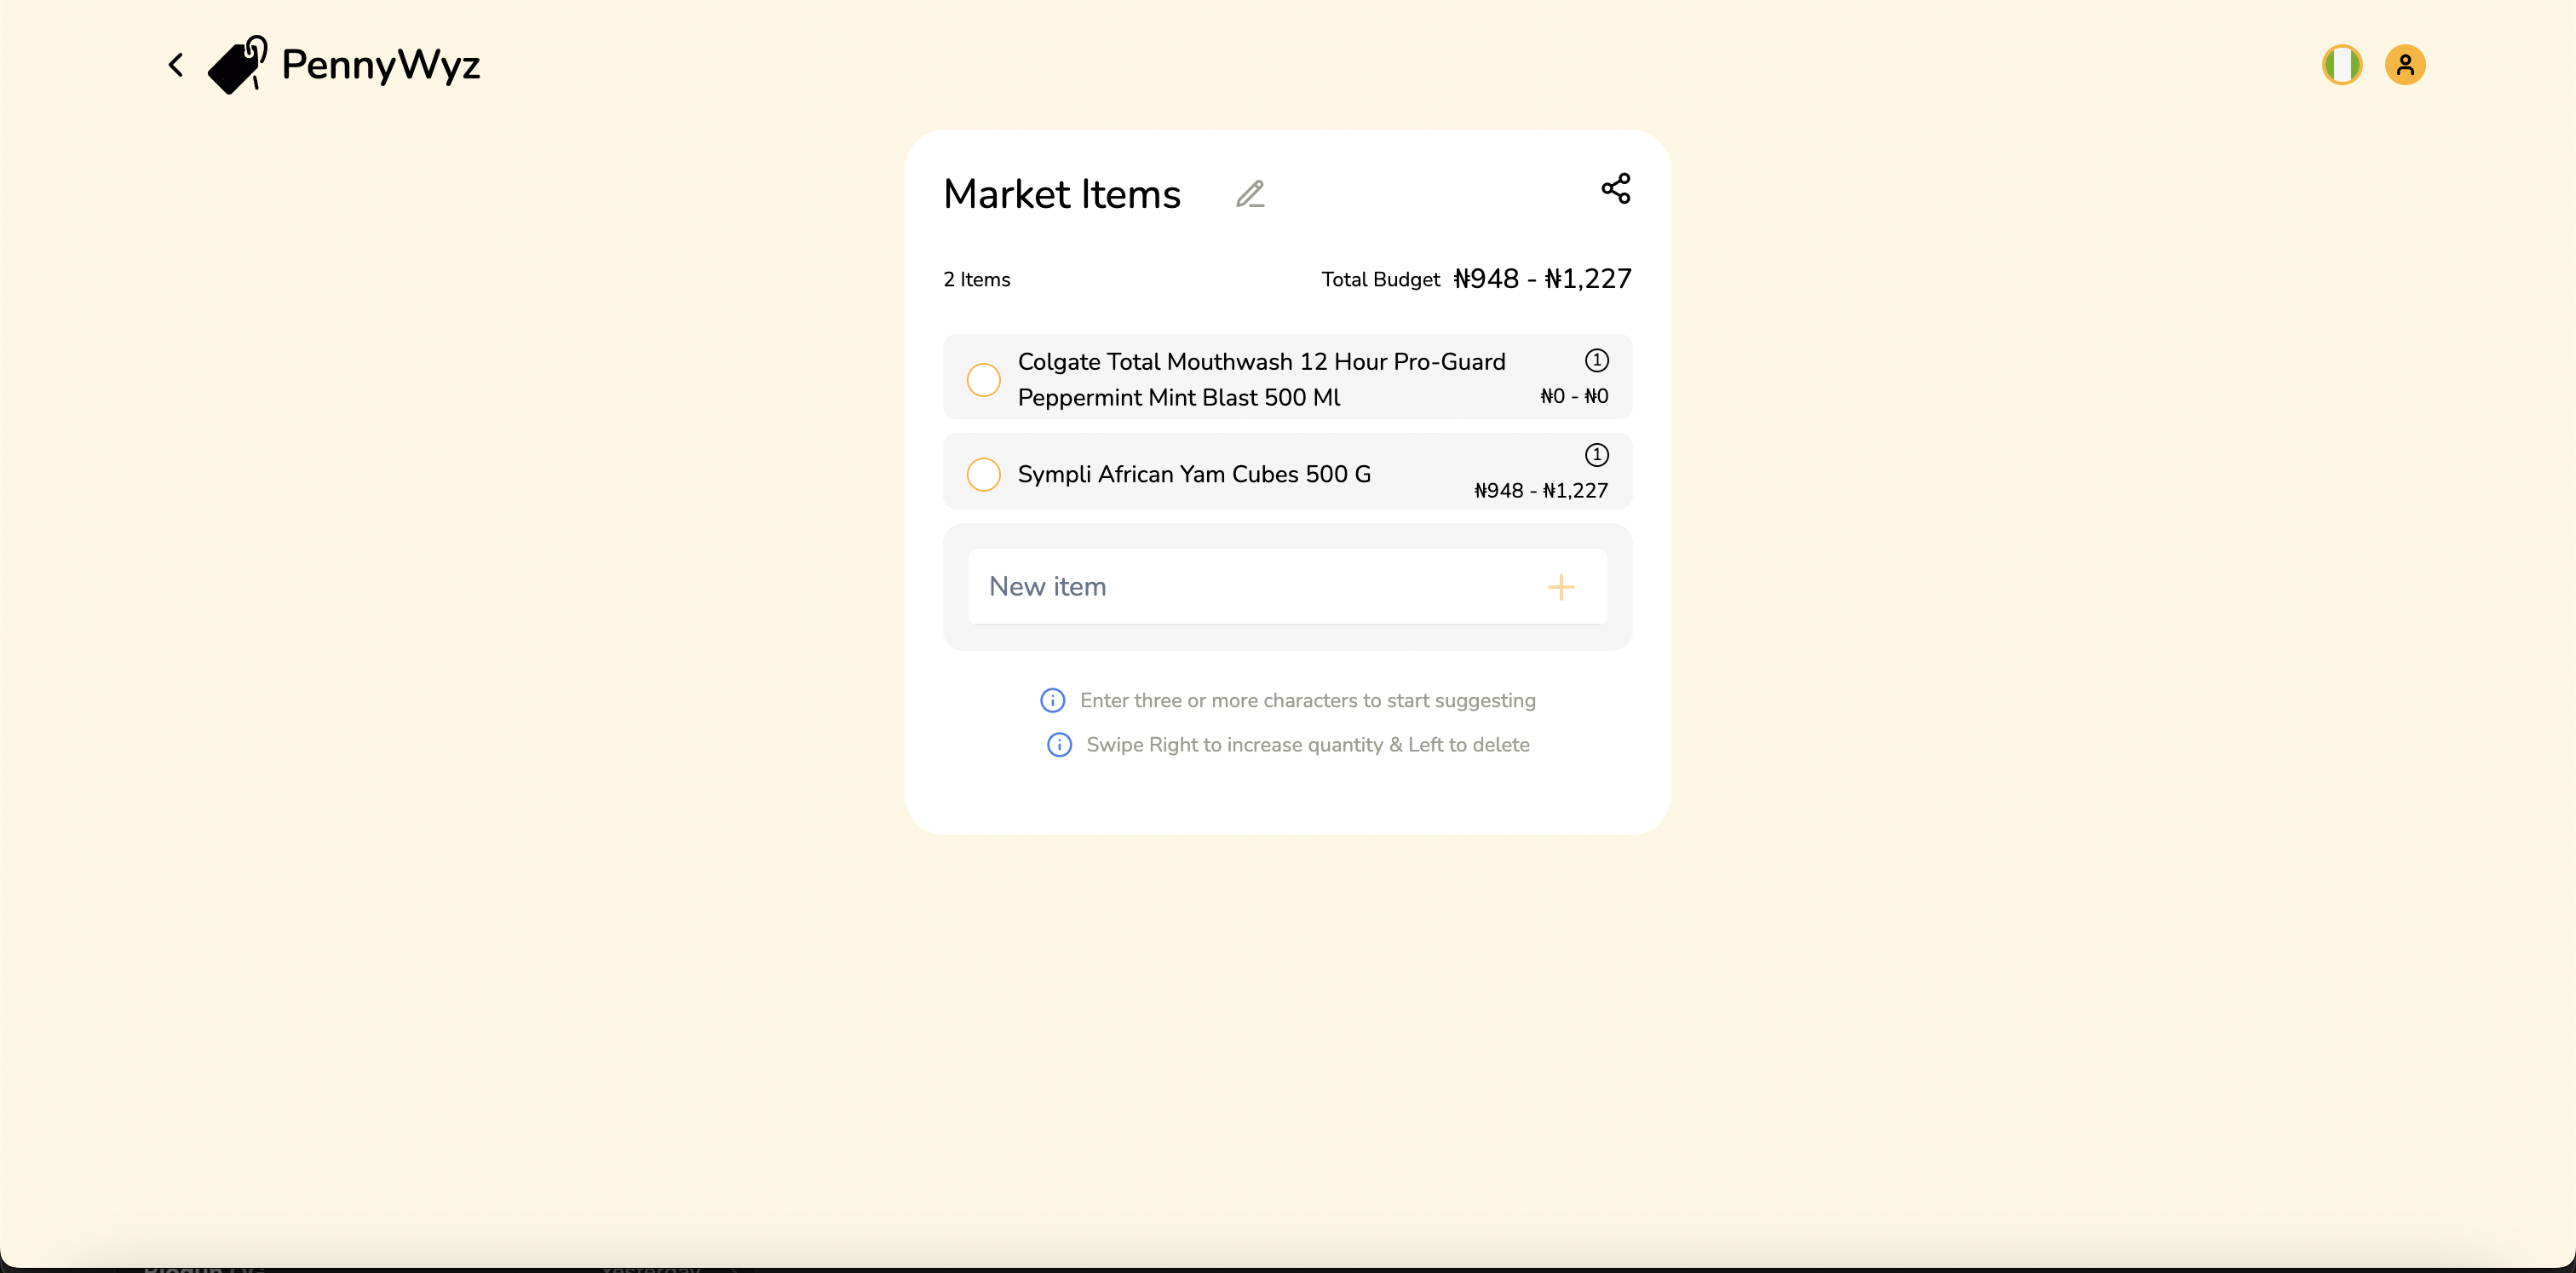 PennyWyz
Market Items
2 Items
Total Budget ₦948 - ₦1,227
Colgate Total Mouthwash 12 Hour Pro-Guard
Peppermint Mint Blast 500 Ml
1
₦0 - ₦0
Sympli African Yam Cubes 500 G
1
₦948 - ₦1,227
New item
Enter three or more characters to start suggesting
Swipe Right to increase quantity & Left to delete
Yesterday